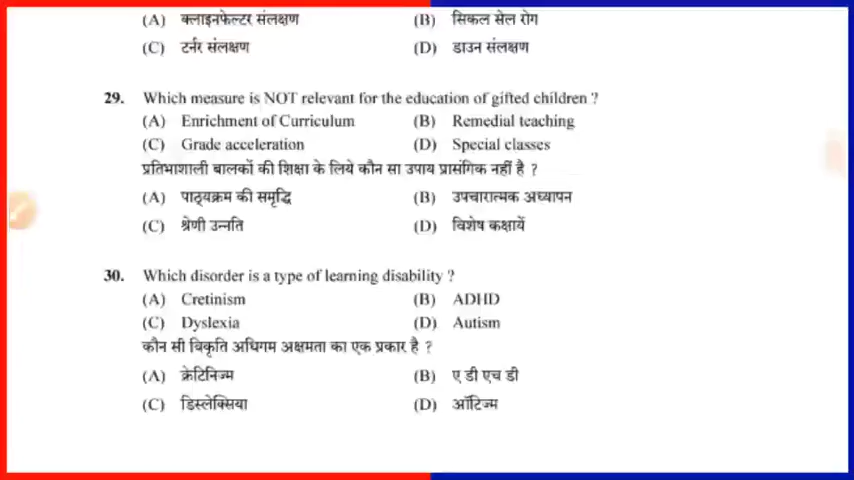 (A) क्लाइनफेल्टर संलक्षण (B) सिकल सेल रोग
(C) टर्नर संलक्षण (D) डाउन संलक्षण
29. Which measure is NOT relevant for the education of gifted children ?
(A) Enrichment of Curriculum (B) Remedial teaching
(C) Grade acceleration (D) Special classes
प्रतिभाशाली बालकों की शिक्षा के लिये कौन सा उपाय प्रासंगिक नहीं है ?
(A) पाठ्यक्रम की समृद्धि (B) उपचारात्मक अध्यापन
(C) श्रेणी उन्नति (D) विशेष कक्षायें
30. Which disorder is a type of learning disability ?
(A) Cretinism (B) ADHD
(C) Dyslexia (D) Autism
कौन सी विकृति अधिगम अक्षमता का एक प्रकार है ?
(A) क्रेटिनिज्म (B) ए डी एच डी
(C) डिस्लेक्सिया (D) ऑटिज्म